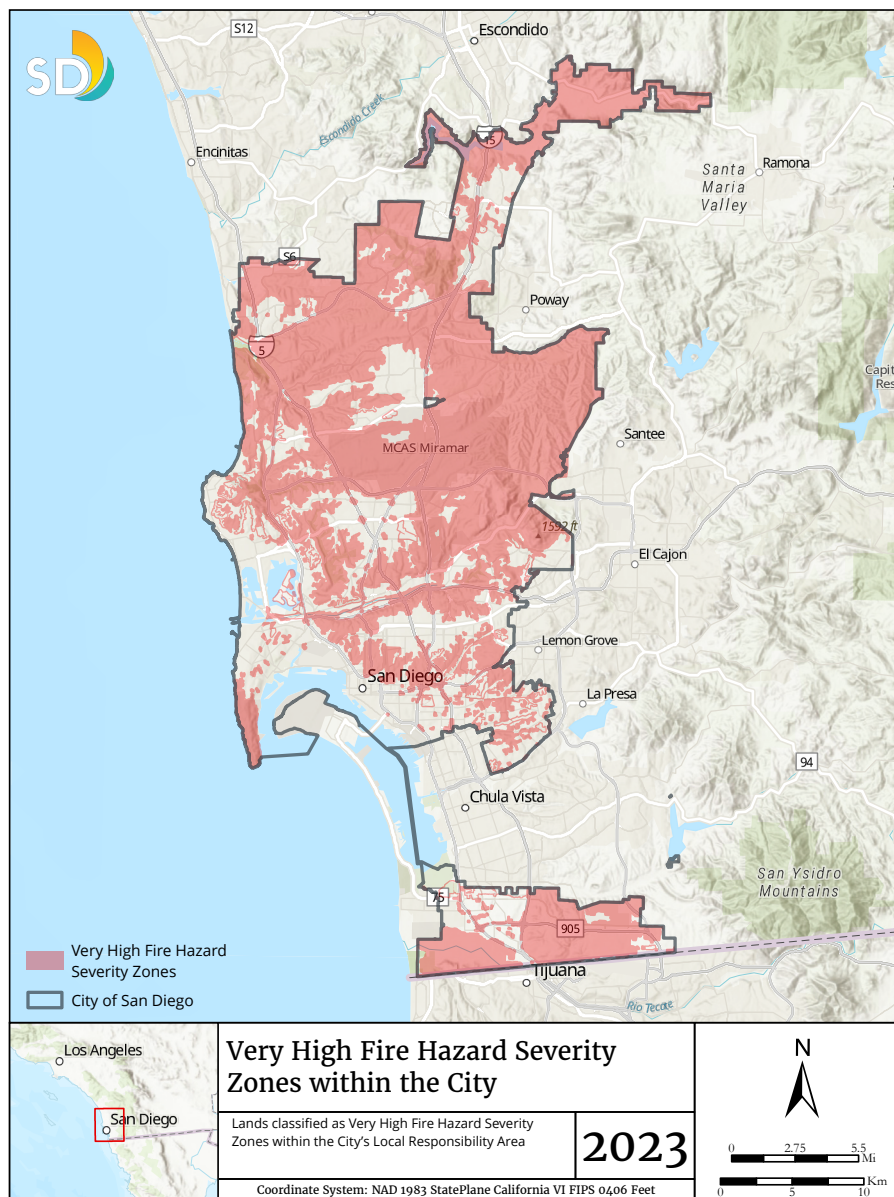 S12
Escondido
SD
Escondido Creek
15
Encinitas
Ramona
Santa
Maria
Valley
S6
Poway
5
Capit
Res
Santee
MCAS Miramar
1592 ft
El Cajon
Lemon Grove
San Diego
La Presa
94
Chula Vista
San Ysidro
Mountains
75
905
Very High Fire Hazard
Severity Zones
Tijuana
City of San Diego
Rio Tecate
Los Angeles
San Diego
Very High Fire Hazard Severity
Zones within the City
Lands classified as Very High Fire Hazard Severity
Zones within the City's Local Responsibility Area
2023
Coordinate System: NAD 1983 StatePlane California VI FIPS 0406 Feet
N
0 2.75 5.5
Mi
Km
0 5 10